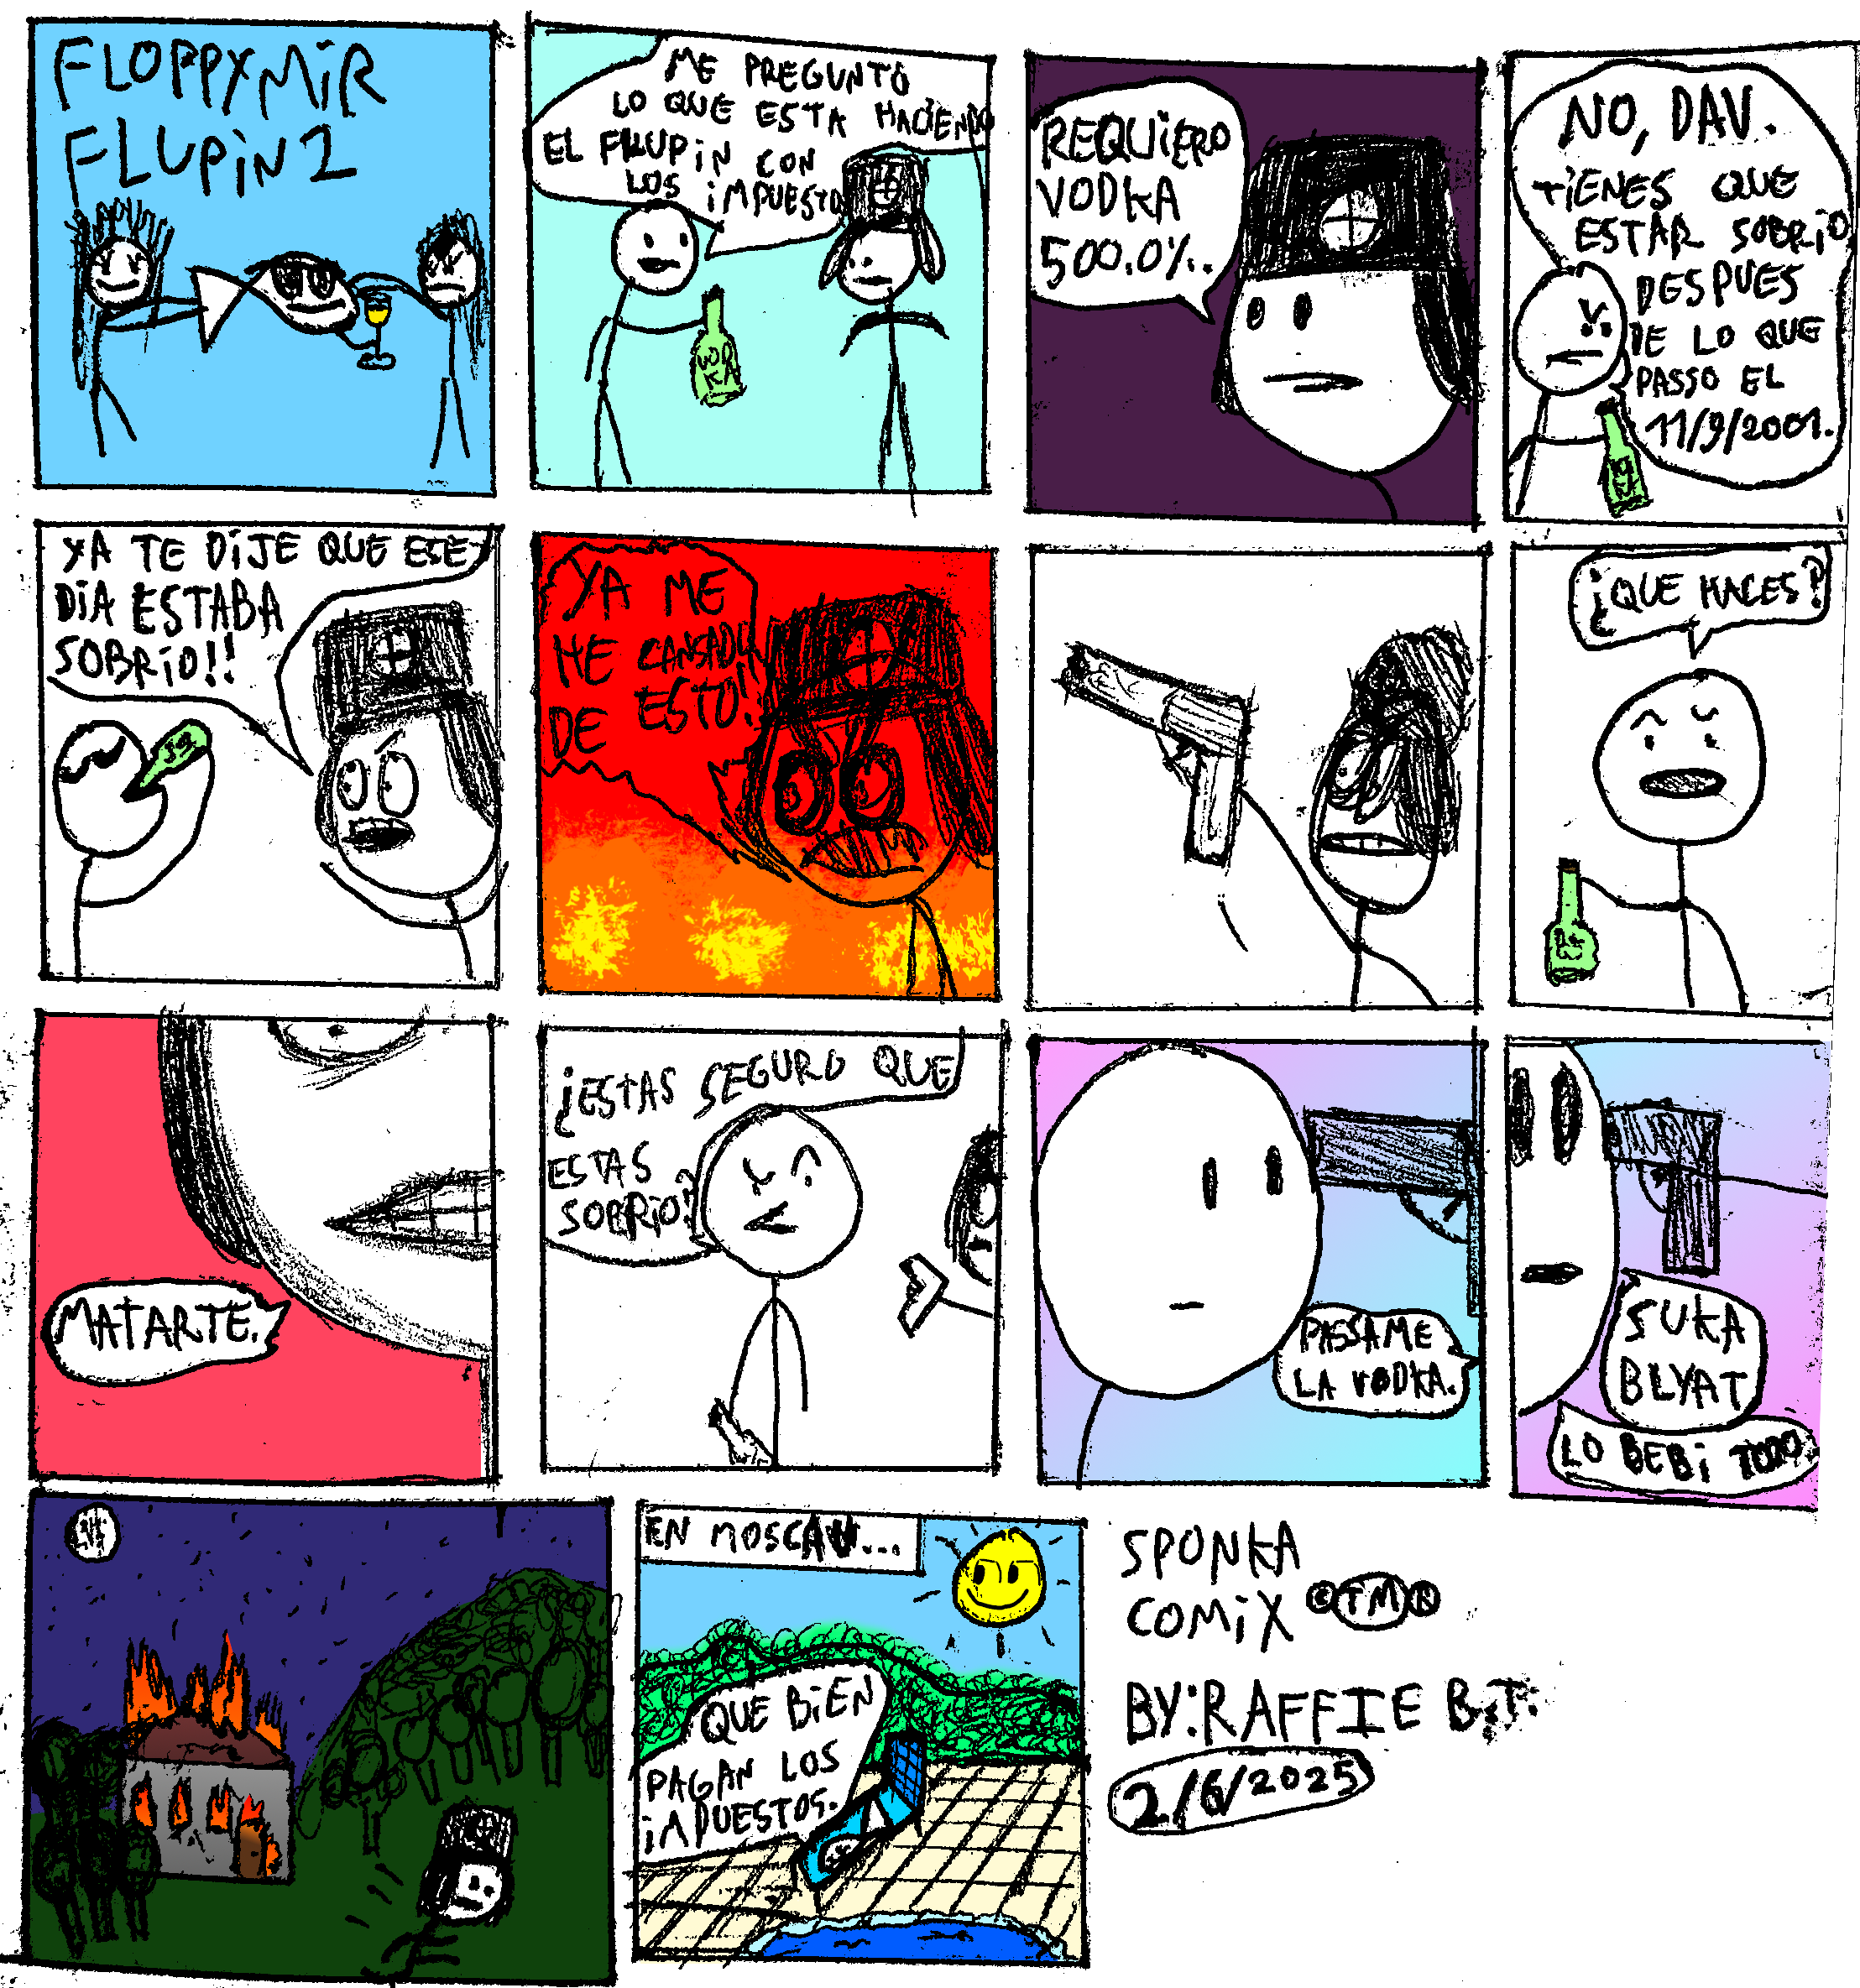 FLOPPYMIR
FLUPIN 2
ME PREGUNTO
LO QUE ESTA HACIENDO
EL FLUPIN CON
LOS IMPUESTOS
VODKA
REQUIERO
VODKA
500.0%.
NO, DAV.
TIENES QUE
ESTAR SOBRIO
DESPUES
DE LO QUE
PASSO EL
11/9/2001.
YA TE DIJE QUE ESE
DIA ESTABA
SOBRIO!!
YA ME
HE CANSADO
DE ESTO!!
¿QUE HACES?
MATARTE.
¿ESTAS SEGURO QUE
ESTAS
SOBRIO?
PASSAME
LA VODKA.
SUKA
BLYAT
LO BEBI TODO.
EN MOSCAU...
QUE BIEN
PAGAN LOS
IMPUESTOS.
SPONKA
COMIX ©TM®
BY: RAFFIE B.T.
2/6/2025